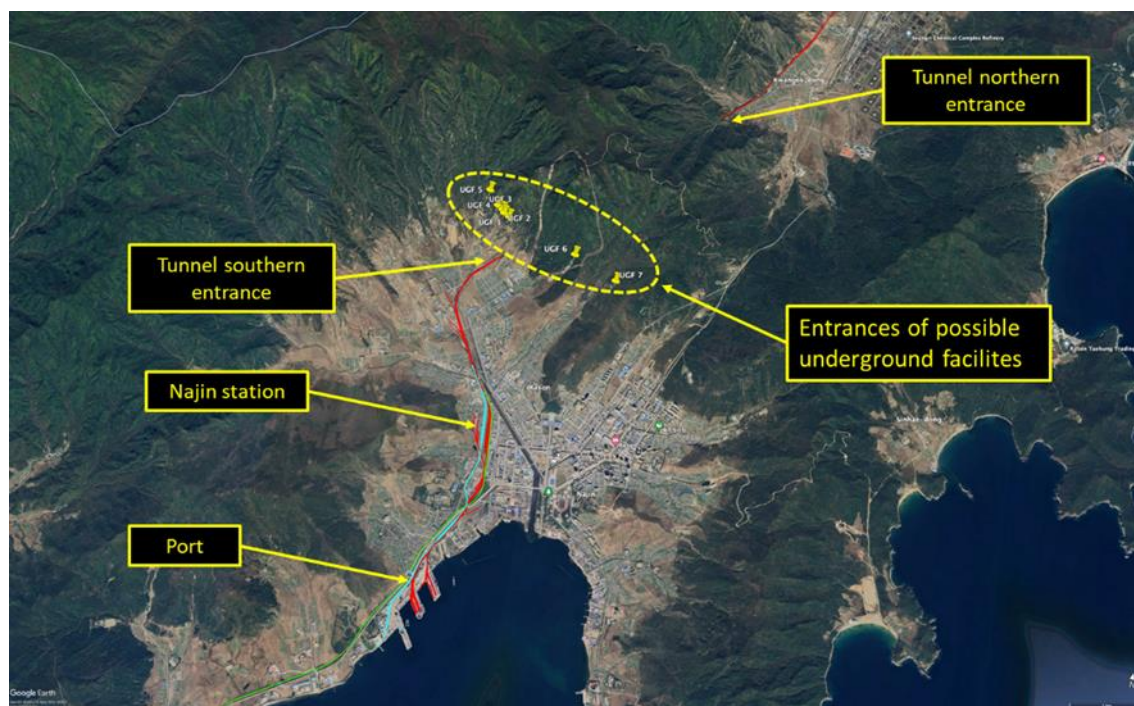 Tunnel northern
entrance
UGF 5
UGF 3
UGF 4
UGF 2
UGF 1
UGF 6
UGF 7
Tunnel southern
entrance
Entrances of possible
underground facilites
Najin station
Port
Google Earth